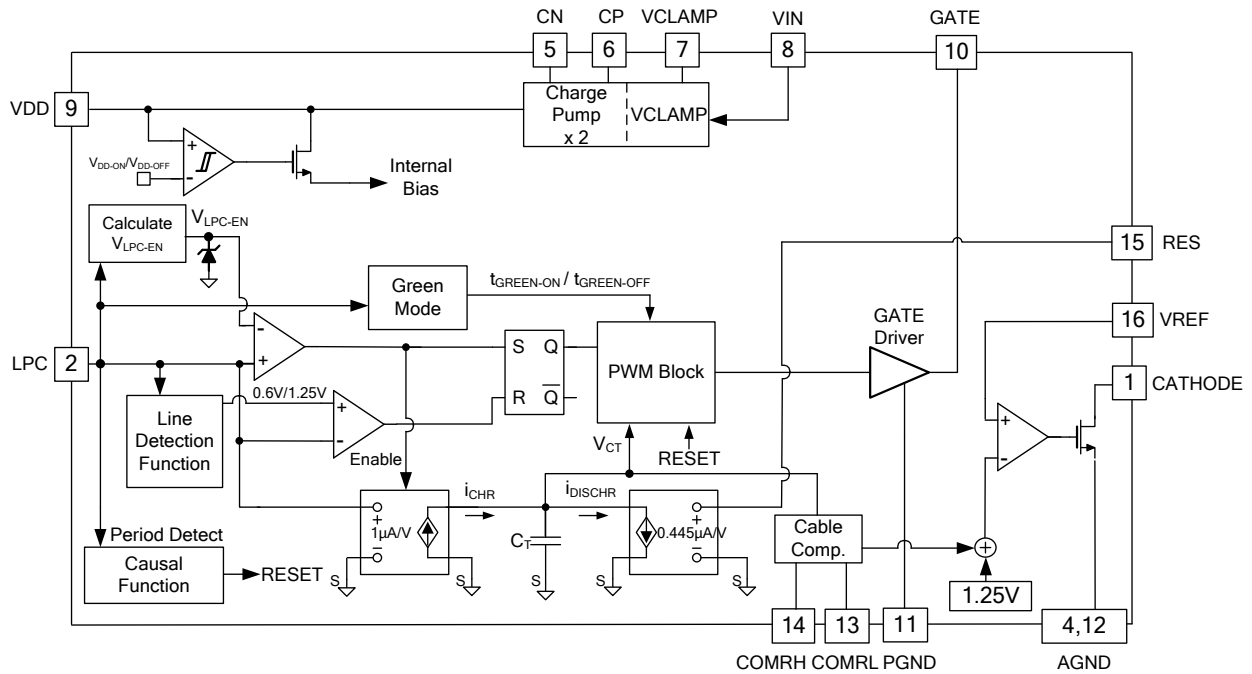 CN
CP
VCLAMP
VIN
GATE
5
6
7
8
10
VDD
9
Charge
Pump
x 2
VCLAMP
+
-
VDD-ON/VDD-OFF
Internal
Bias
Calculate
VLPC-EN
VLPC-EN
15
RES
Green
Mode
tGREEN-ON / tGREEN-OFF
16
VREF
GATE
Driver
LPC
2
-
+
S
Q
R
Q
PWM Block
1
CATHODE
0.6V/1.25V
+
-
Line
Detection
Function
+
-
Enable
VCT
RESET
iCHR
iDISCHR
+
1µA/V
-
CT
+
0.445µA/V
-
Cable
Comp.
+
1.25V
Period Detect
Causal
Function
RESET
S
S
S
S
S
14
13
11
4,12
COMRH
COMRL
PGND
AGND